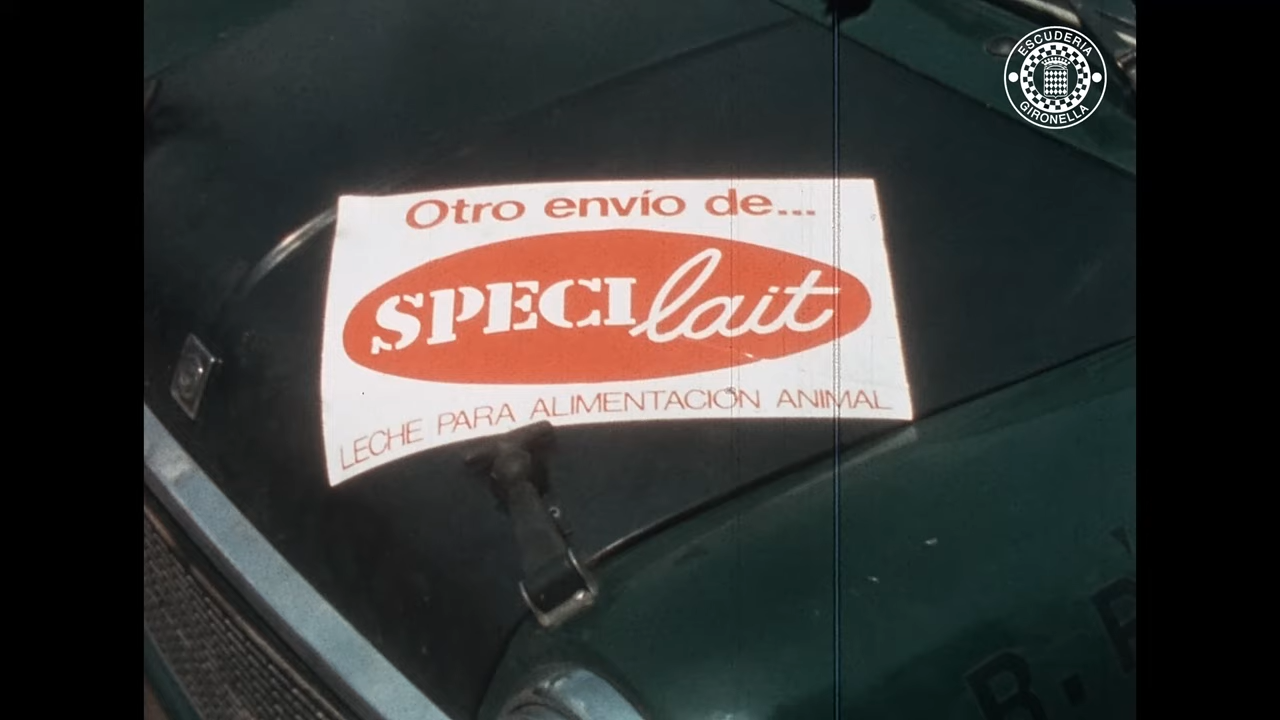 ESCUDERIA
GIRONELLA
Otro envío de...
SPECIlait
LECHE PARA ALIMENTACIÓN ANIMAL
B.